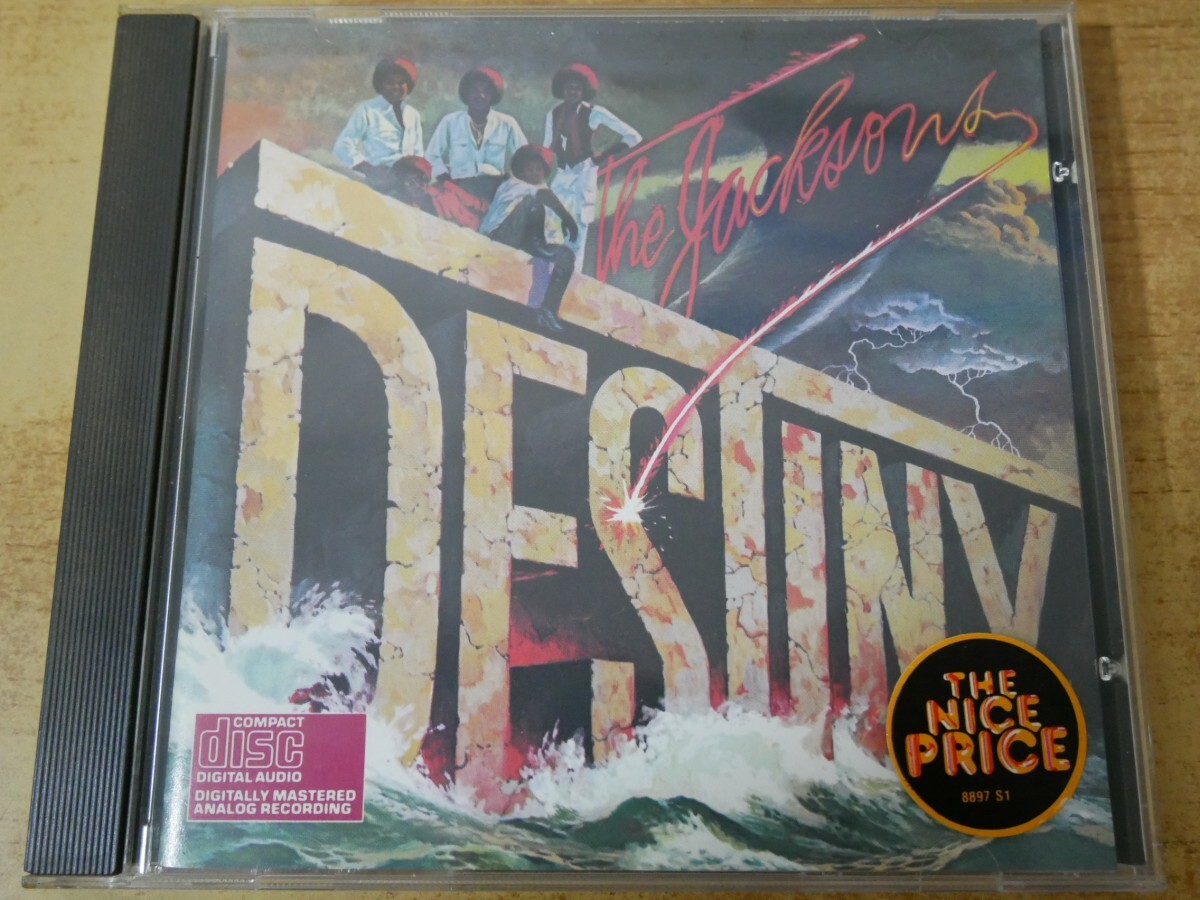 The Jacksons
DESTINY
COMPACT
disc
DIGITAL AUDIO
DIGITALLY MASTERED
ANALOG RECORDING
THE
NICE
PRICE
8897 S1